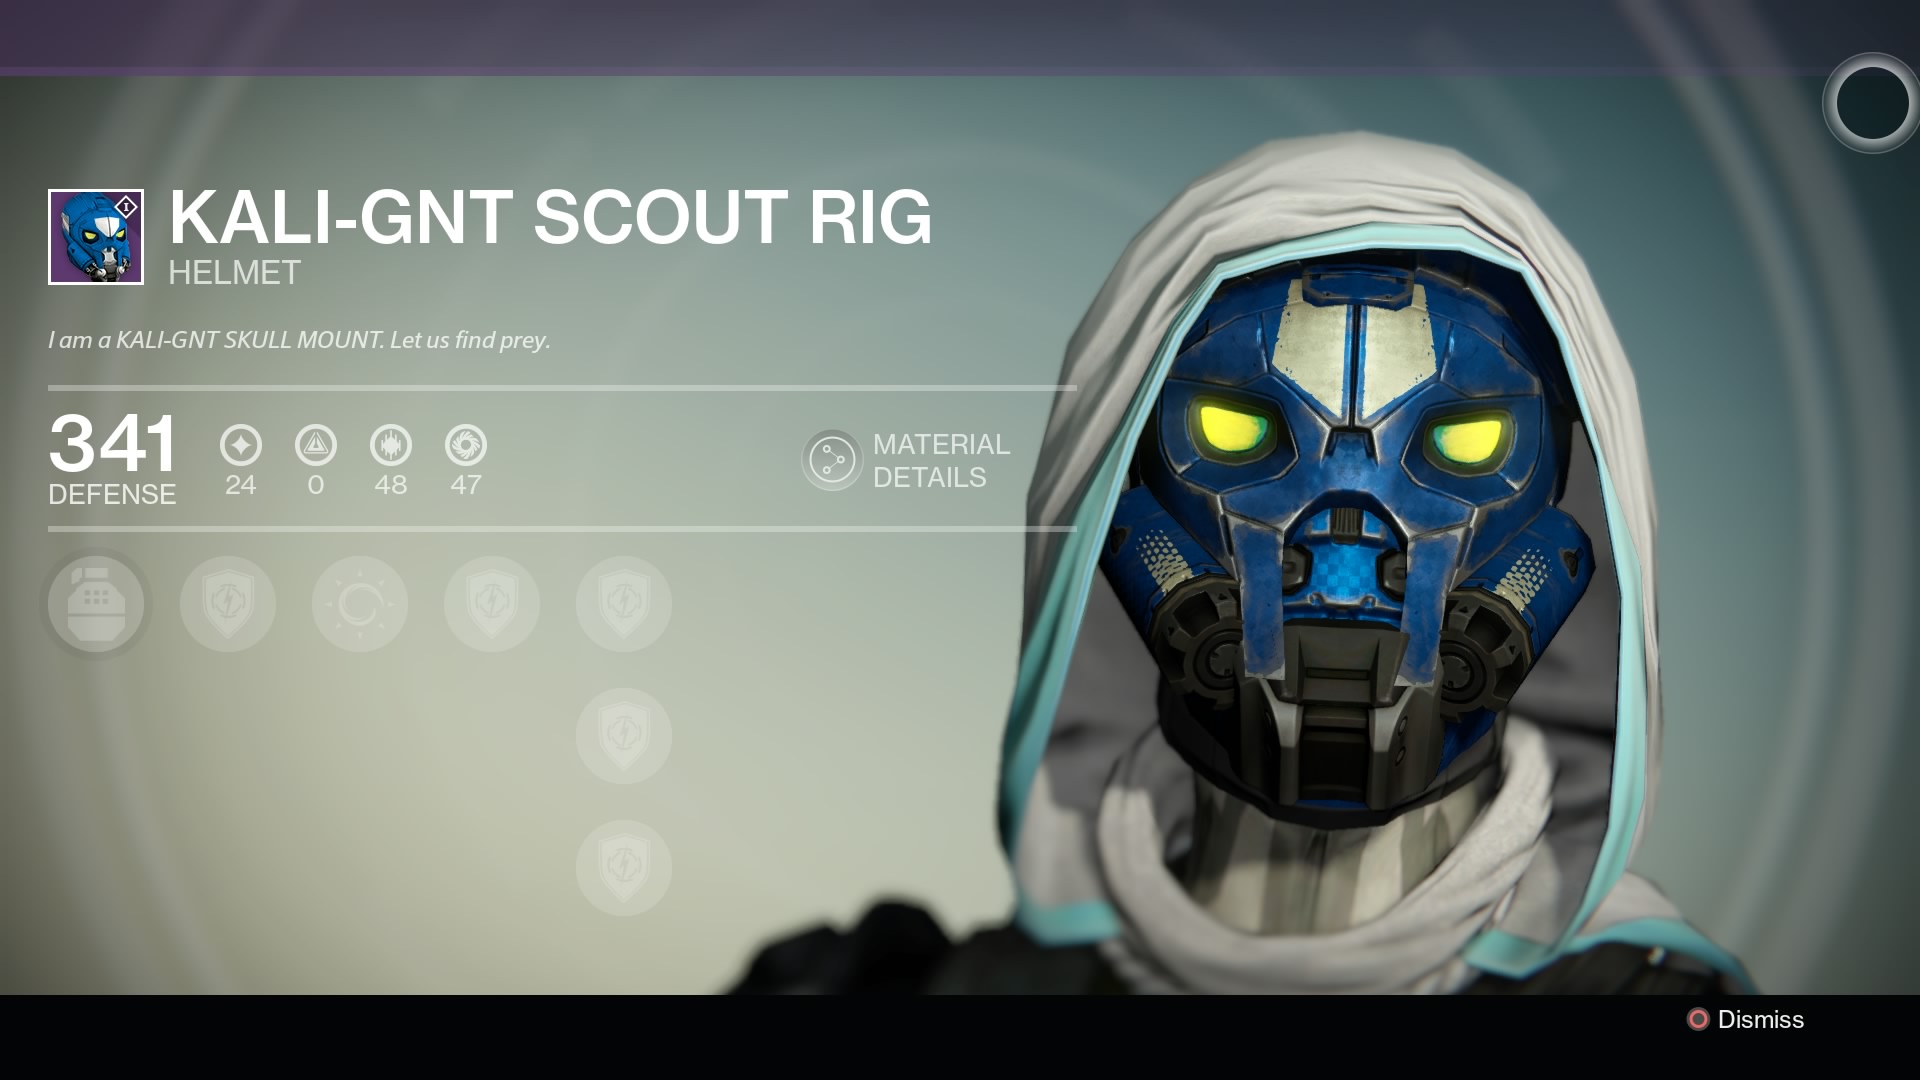 KALI-GNT SCOUT RIG
HELMET
I am a KALI-GNT SKULL MOUNT. Let us find prey.
341
DEFENSE
24 0 48 47
MATERIAL
DETAILS
Dismiss